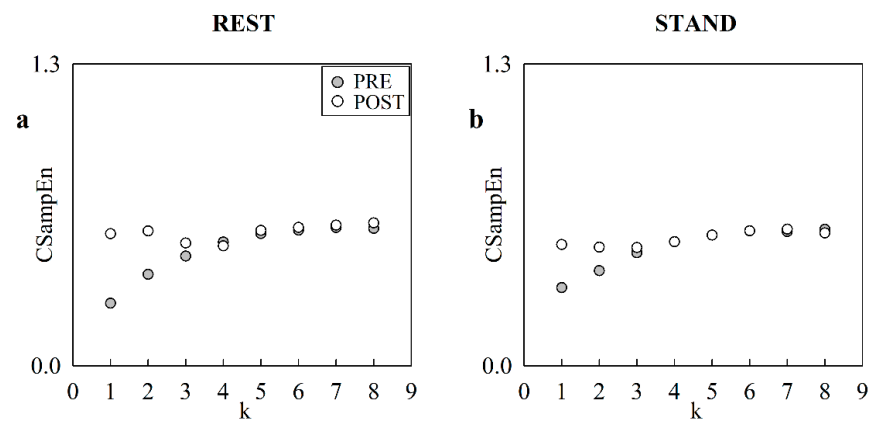 REST
STAND
1.3
PRE
POST
a
CSampEn
0.0
0 1 2 3 4 5 6 7 8 9
k
1.3
b
CSampEn
0.0
0 1 2 3 4 5 6 7 8 9
k